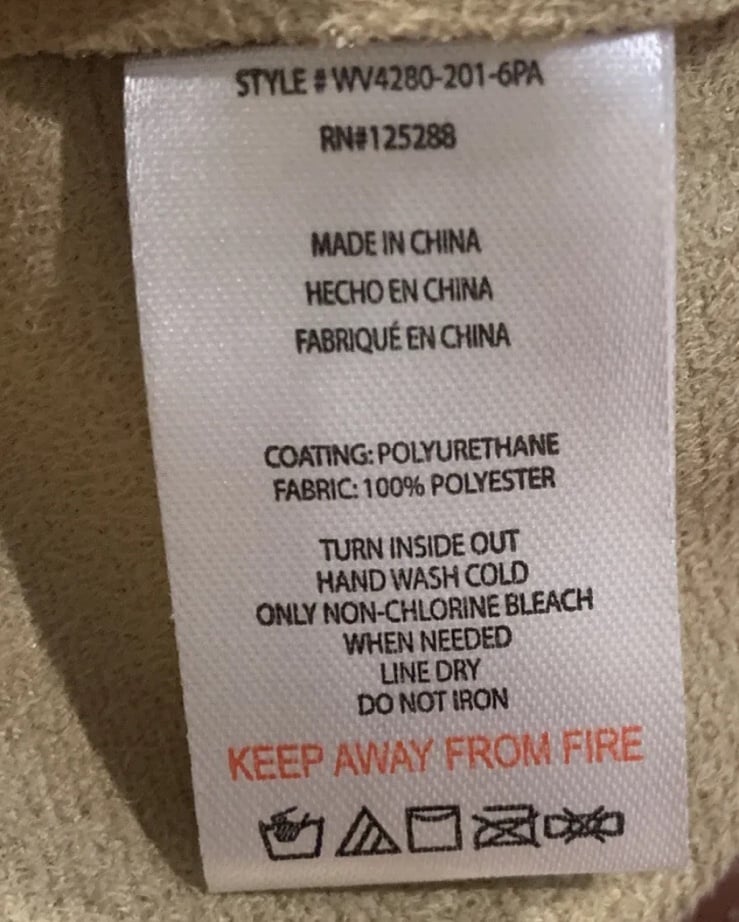 STYLE # WV4280-201-6PA
RN#125288
MADE IN CHINA
HECHO EN CHINA
FABRIQUÉ EN CHINA
COATING: POLYURETHANE
FABRIC: 100% POLYESTER
TURN INSIDE OUT
HAND WASH COLD
ONLY NON-CHLORINE BLEACH
WHEN NEEDED
LINE DRY
DO NOT IRON
KEEP AWAY FROM FIRE